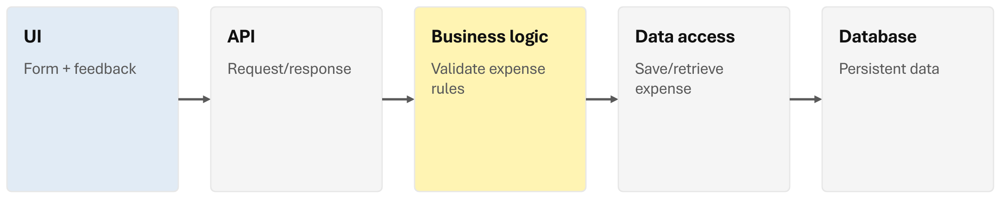 UI
Form + feedback
API
Request/response
Business logic
Validate expense
rules
Data access
Save/retrieve
expense
Database
Persistent data